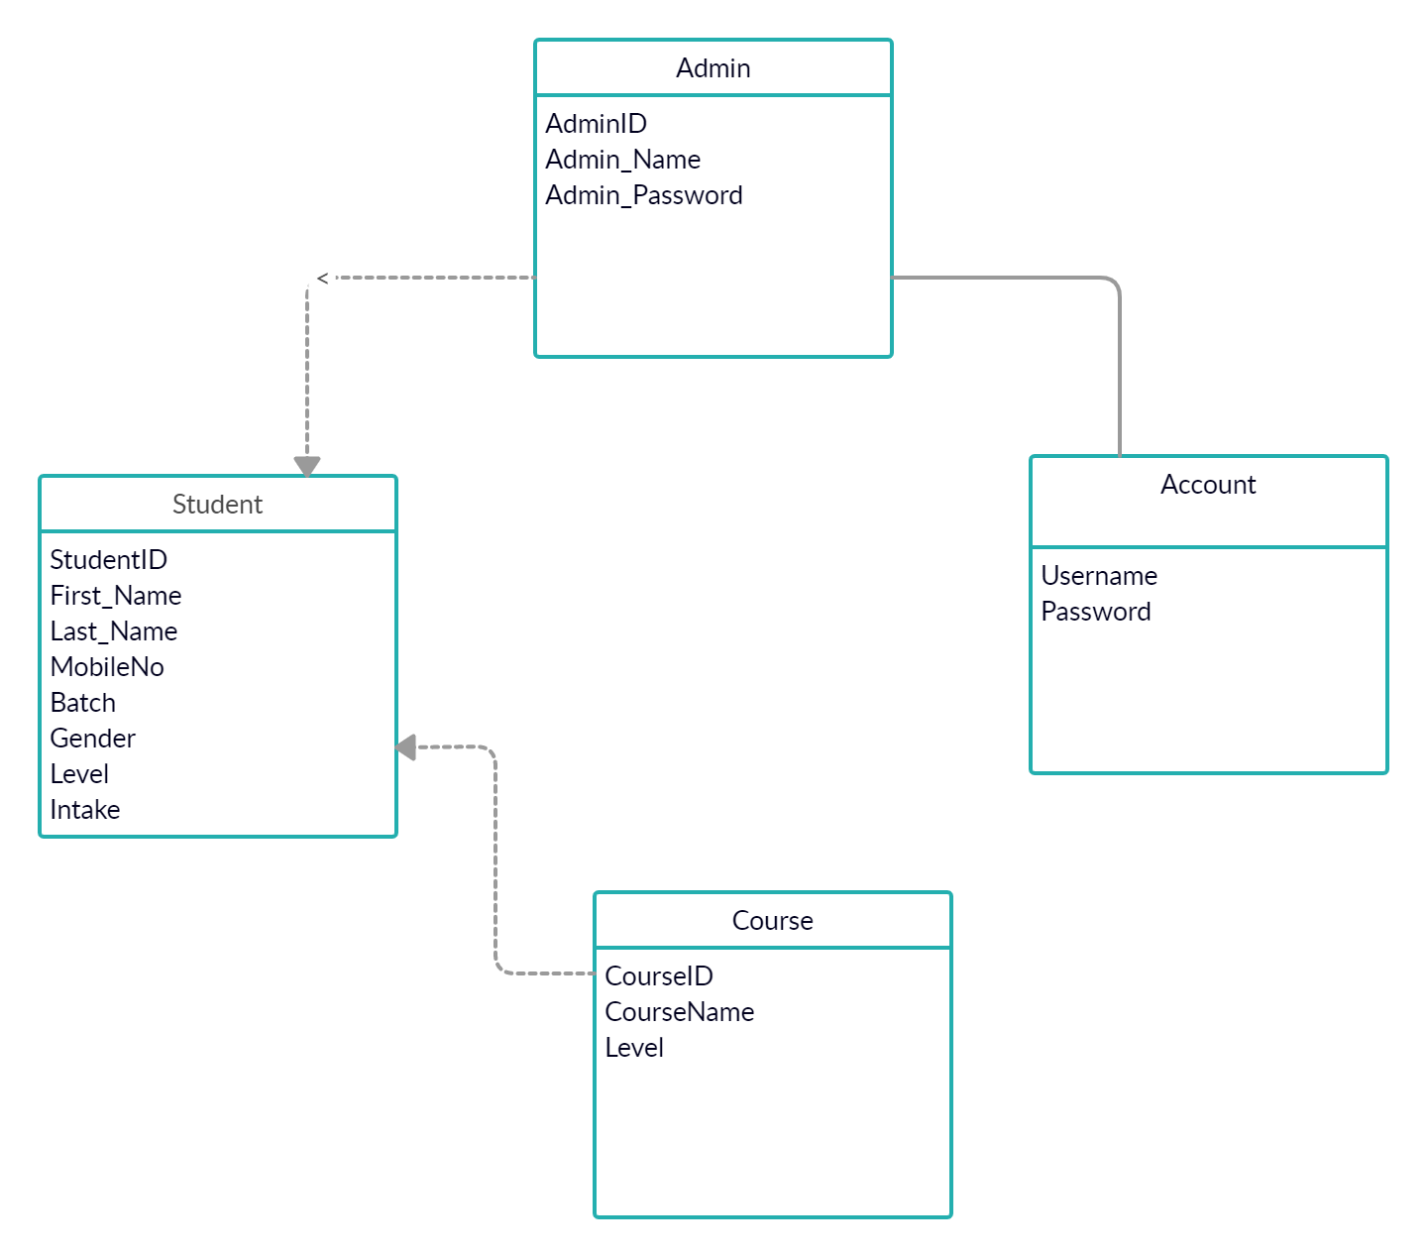 Admin
AdminID
Admin_Name
Admin_Password
<
Student
StudentID
First_Name
Last_Name
MobileNo
Batch
Gender
Level
Intake
Account
Username
Password
Course
CourseID
CourseName
Level